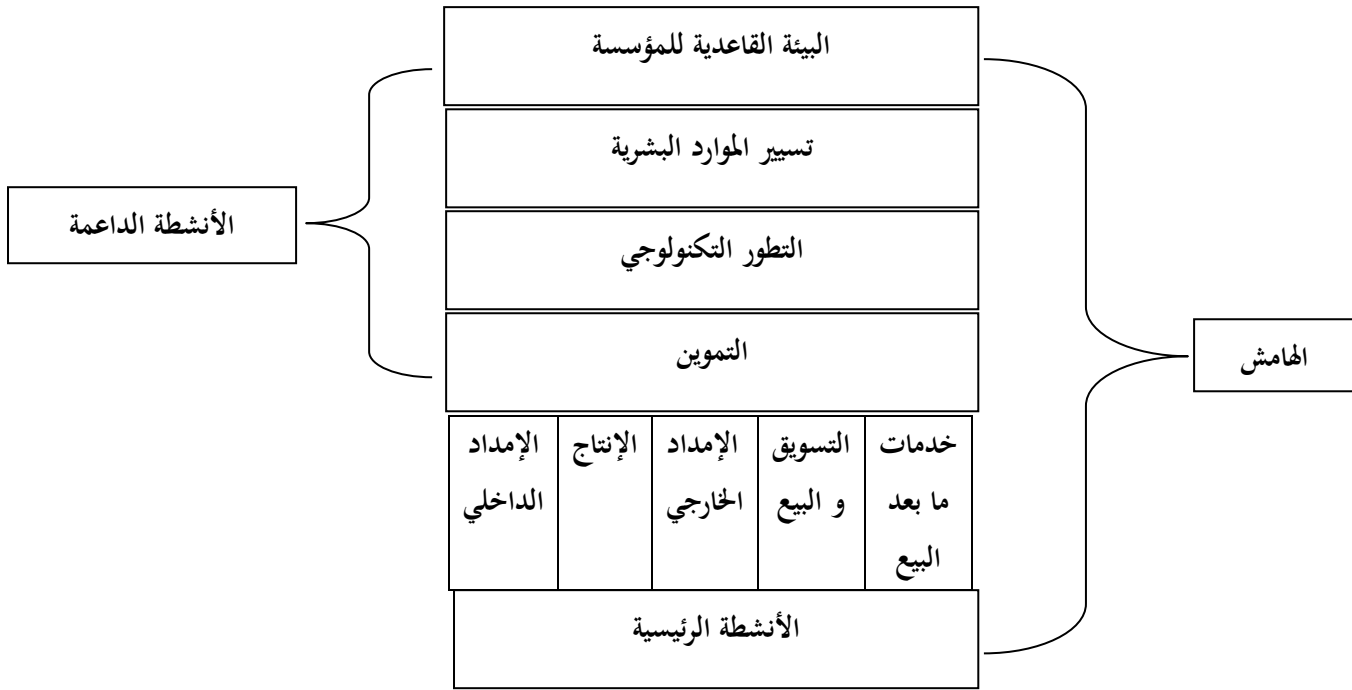 البيئة القاعدية للمؤسسة
تسيير الموارد البشرية
الأنشطة الداعمة
التطور التكنولوجي
التموين
الهامش
خدمات
ما بعد
البيع
التسويق
و البيع
الإمداد
الخارجي
الإنتاج
الإمداد
الداخلي
الأنشطة الرئيسية